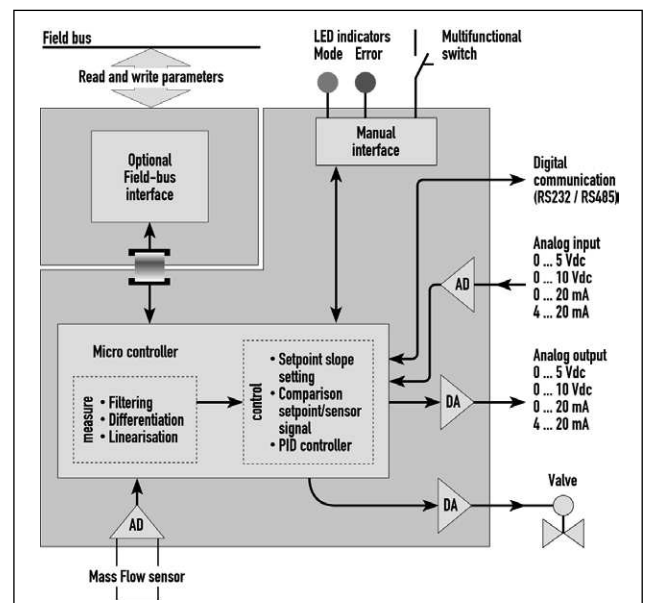 Field bus
Read and write parameters
LED indicators
Mode Error
Multifunctional
switch
Manual
interface
Optional
Field-bus
interface
Digital
communication
(RS232 / RS485)
Analog input
0 ... 5 Vdc
0 ... 10 Vdc
0 ... 20 mA
4 ... 20 mA
AD
Micro controller
measure
• Filtering
• Differentiation
• Linearisation
control
• Setpoint slope
setting
• Comparison
setpoint/sensor
signal
• PID controller
DA
Analog output
0 ... 5 Vdc
0 ... 10 Vdc
0 ... 20 mA
4 ... 20 mA
DA
Valve
AD
Mass Flow sensor